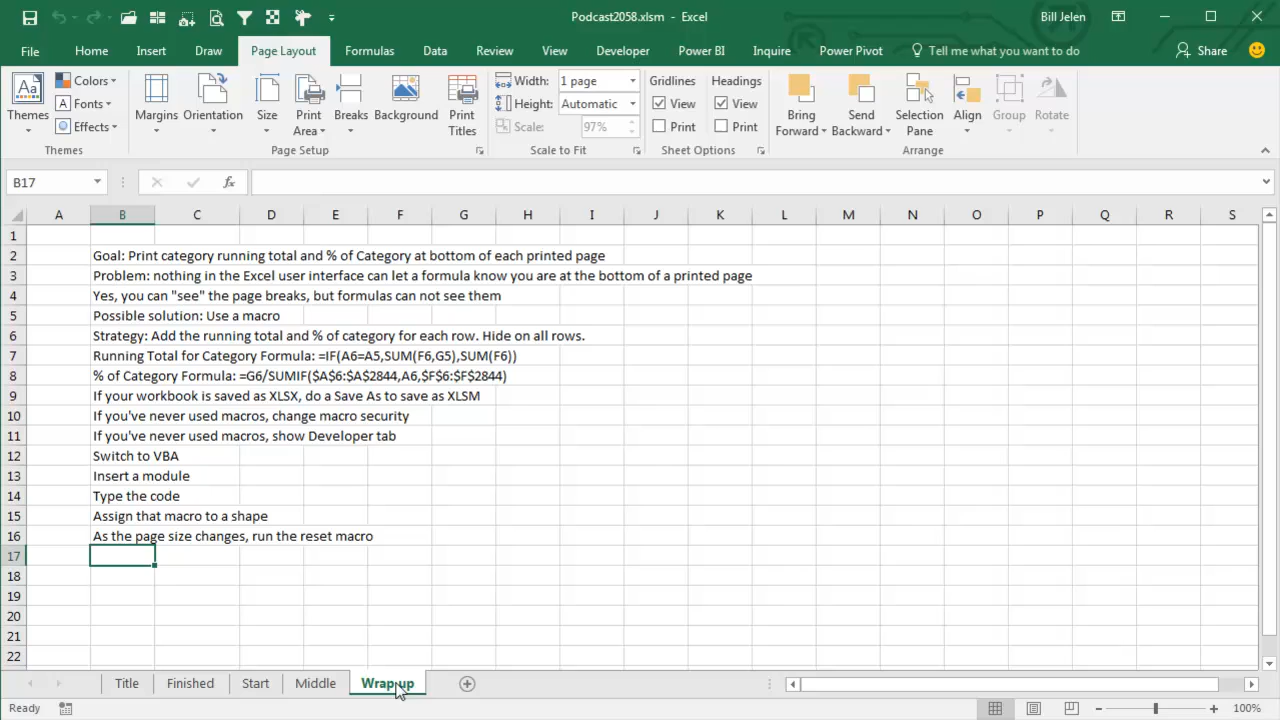 Podcast2058.xlsm - Excel
Bill Jelen
File Home Insert Draw Page Layout Formulas Data Review View Developer Power BI Inquire Power Pivot Tell me what you want to do Share
Themes
Colors
Fonts
Effects
Themes
Margins
Orientation
Size
Print Area
Breaks
Background
Print Titles
Page Setup
Width: 1 page
Height: Automatic
Scale: 97%
Scale to Fit
Gridlines
View
Print
Headings
View
Print
Sheet Options
Bring Forward
Send Backward
Selection Pane
Align
Group
Rotate
Arrange
B17
fx
A B C D E F G H I J K L M N O P Q R S
1
2 Goal: Print category running total and % of Category at bottom of each printed page
3 Problem: nothing in the Excel user interface can let a formula know you are at the bottom of a printed page
4 Yes, you can "see" the page breaks, but formulas can not see them
5 Possible solution: Use a macro
6 Strategy: Add the running total and % of category for each row. Hide on all rows.
7 Running Total for Category Formula: =IF(A6=A5,SUM(F6,G5),SUM(F6))
8 % of Category Formula: =G6/SUMIF($A$6:$A$2844,A6,$F$6:$F$2844)
9 If your workbook is saved as XLSX, do a Save As to save as XLSM
10 If you've never used macros, change macro security
11 If you've never used macros, show Developer tab
12 Switch to VBA
13 Insert a module
14 Type the code
15 Assign that macro to a shape
16 As the page size changes, run the reset macro
17
18
19
20
21
22
Title Finished Start Middle Wrap up
Ready
100%